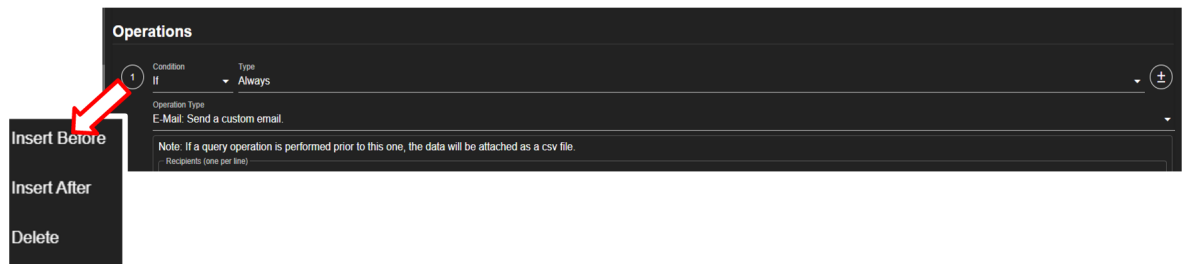 Operations
1
Condition
Type
If
Always
±
Operation Type
E-Mail: Send a custom email.
Note: If a query operation is performed prior to this one, the data will be attached as a csv file.
Recipients (one per line)
Insert Before
Insert After
Delete